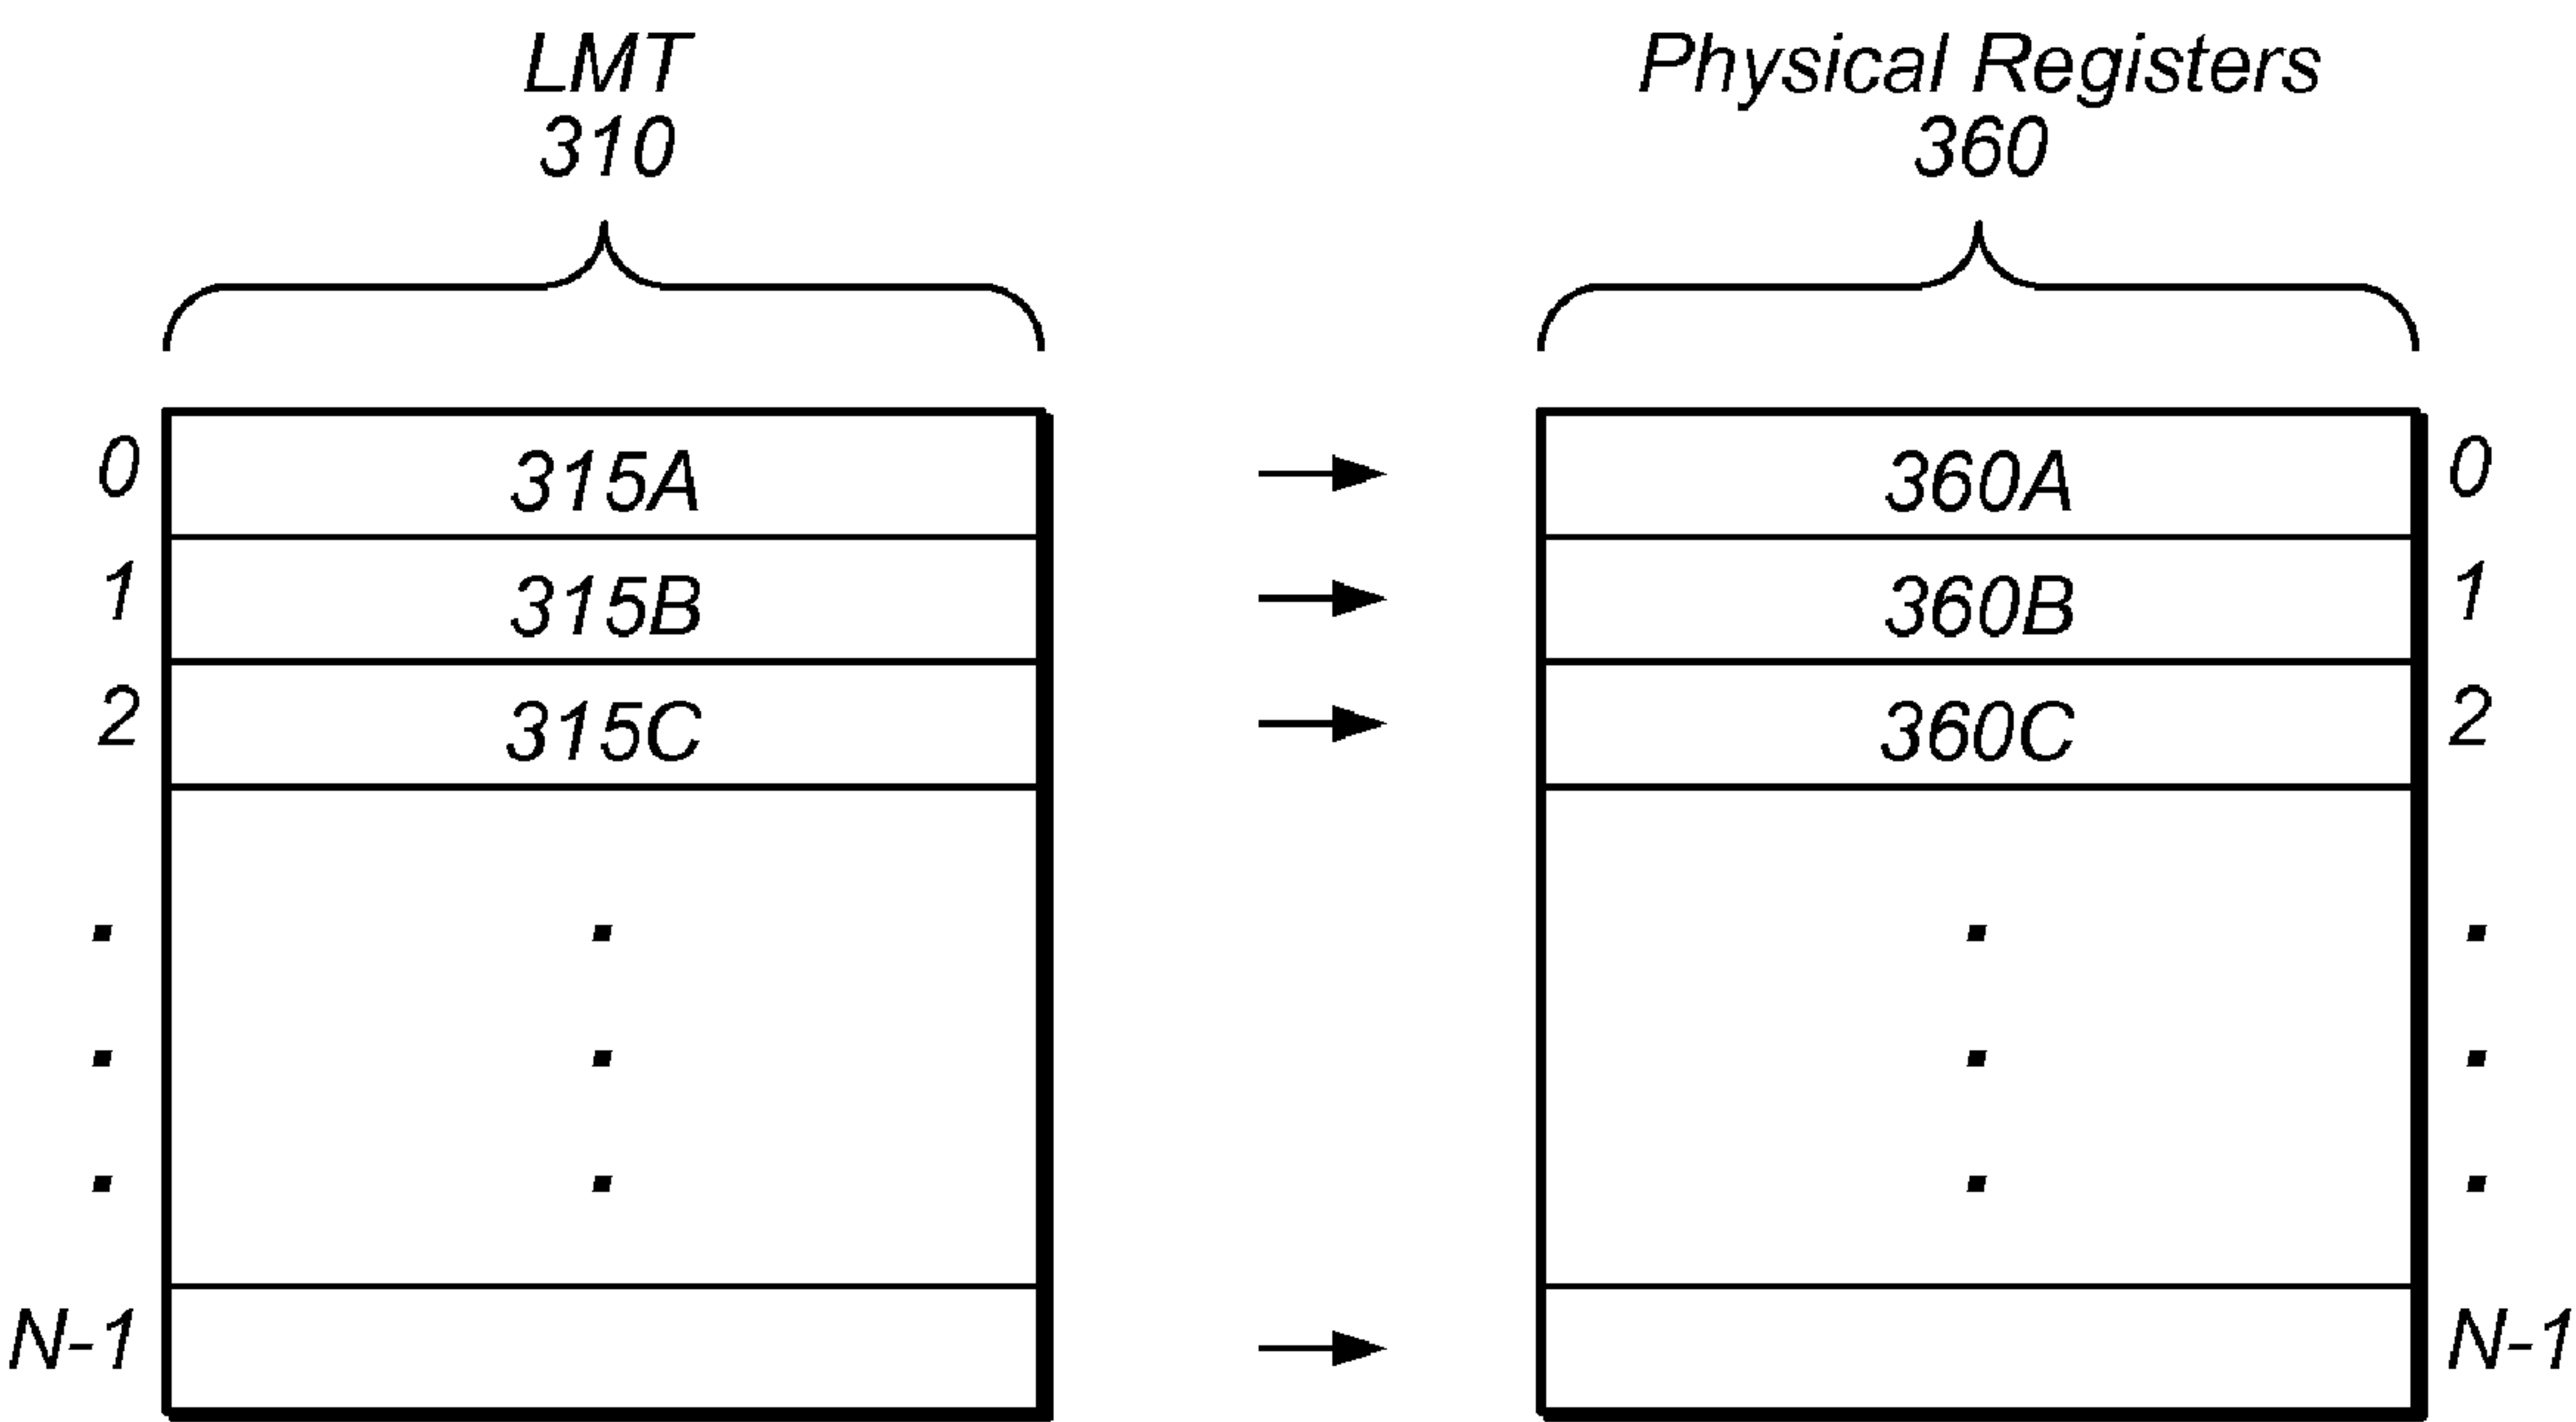 LMT
310
Physical Registers
360
0 315A 360A 0
1 315B 360B 1
2 315C 360C 2
. . . .
. . . .
. . . .
N-1 N-1